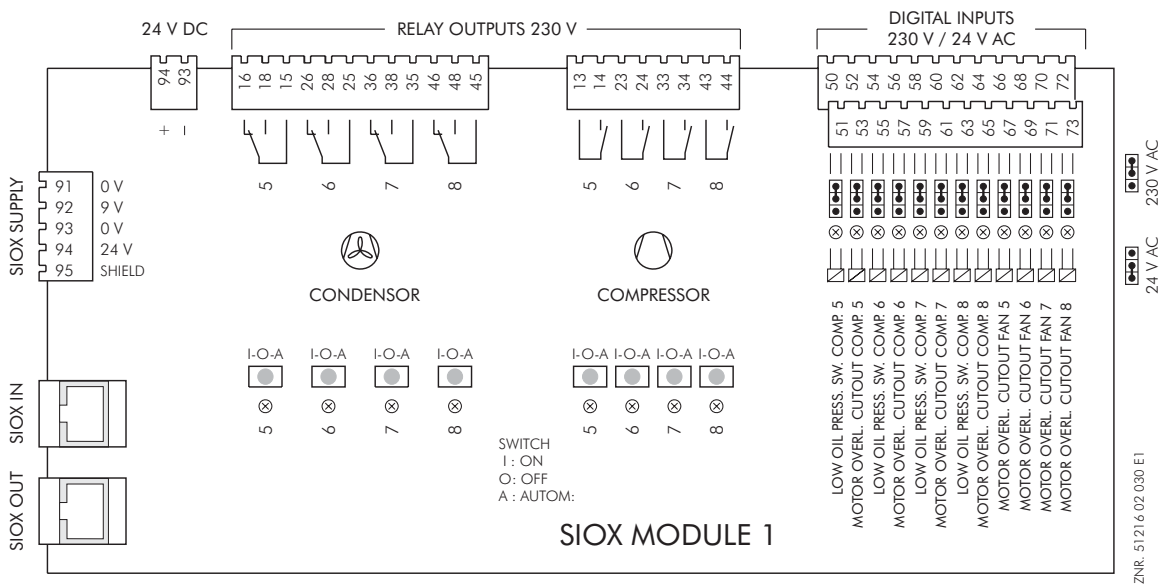 24 V DC
RELAY OUTPUTS 230 V
DIGITAL INPUTS
230 V / 24 V AC
94 93
16 18 15 26 28 25 36 38 35 46 48 45
13 14 23 24 33 34 43 44
50 52 54 56 58 60 62 64 66 68 70 72
51 53 55 57 59 61 63 65 67 69 71 73
+ I
5 6 7 8
5 6 7 8
SIOX SUPPLY
91 0 V
92 9 V
93 0 V
94 24 V
95 SHIELD
230 V AC
24 V AC
CONDENSOR
COMPRESSOR
LOW OIL PRESS. SW. COMP. 5
MOTOR OVERL. CUTOUT COMP. 5
LOW OIL PRESS. SW. COMP. 6
MOTOR OVERL. CUTOUT COMP. 6
LOW OIL PRESS. SW. COMP. 7
MOTOR OVERL. CUTOUT COMP. 7
LOW OIL PRESS. SW. COMP. 8
MOTOR OVERL. CUTOUT COMP. 8
MOTOR OVERL. CUTOUT FAN 5
MOTOR OVERL. CUTOUT FAN 6
MOTOR OVERL. CUTOUT FAN 7
MOTOR OVERL. CUTOUT FAN 8
I-O-A I-O-A I-O-A I-O-A
I-O-A I-O-A I-O-A I-O-A
5 6 7 8
5 6 7 8
SIOX IN
SIOX OUT
SWITCH
I : ON
O: OFF
A : AUTOM:
SIOX MODULE 1
ZNR. 51216 02 030 E1